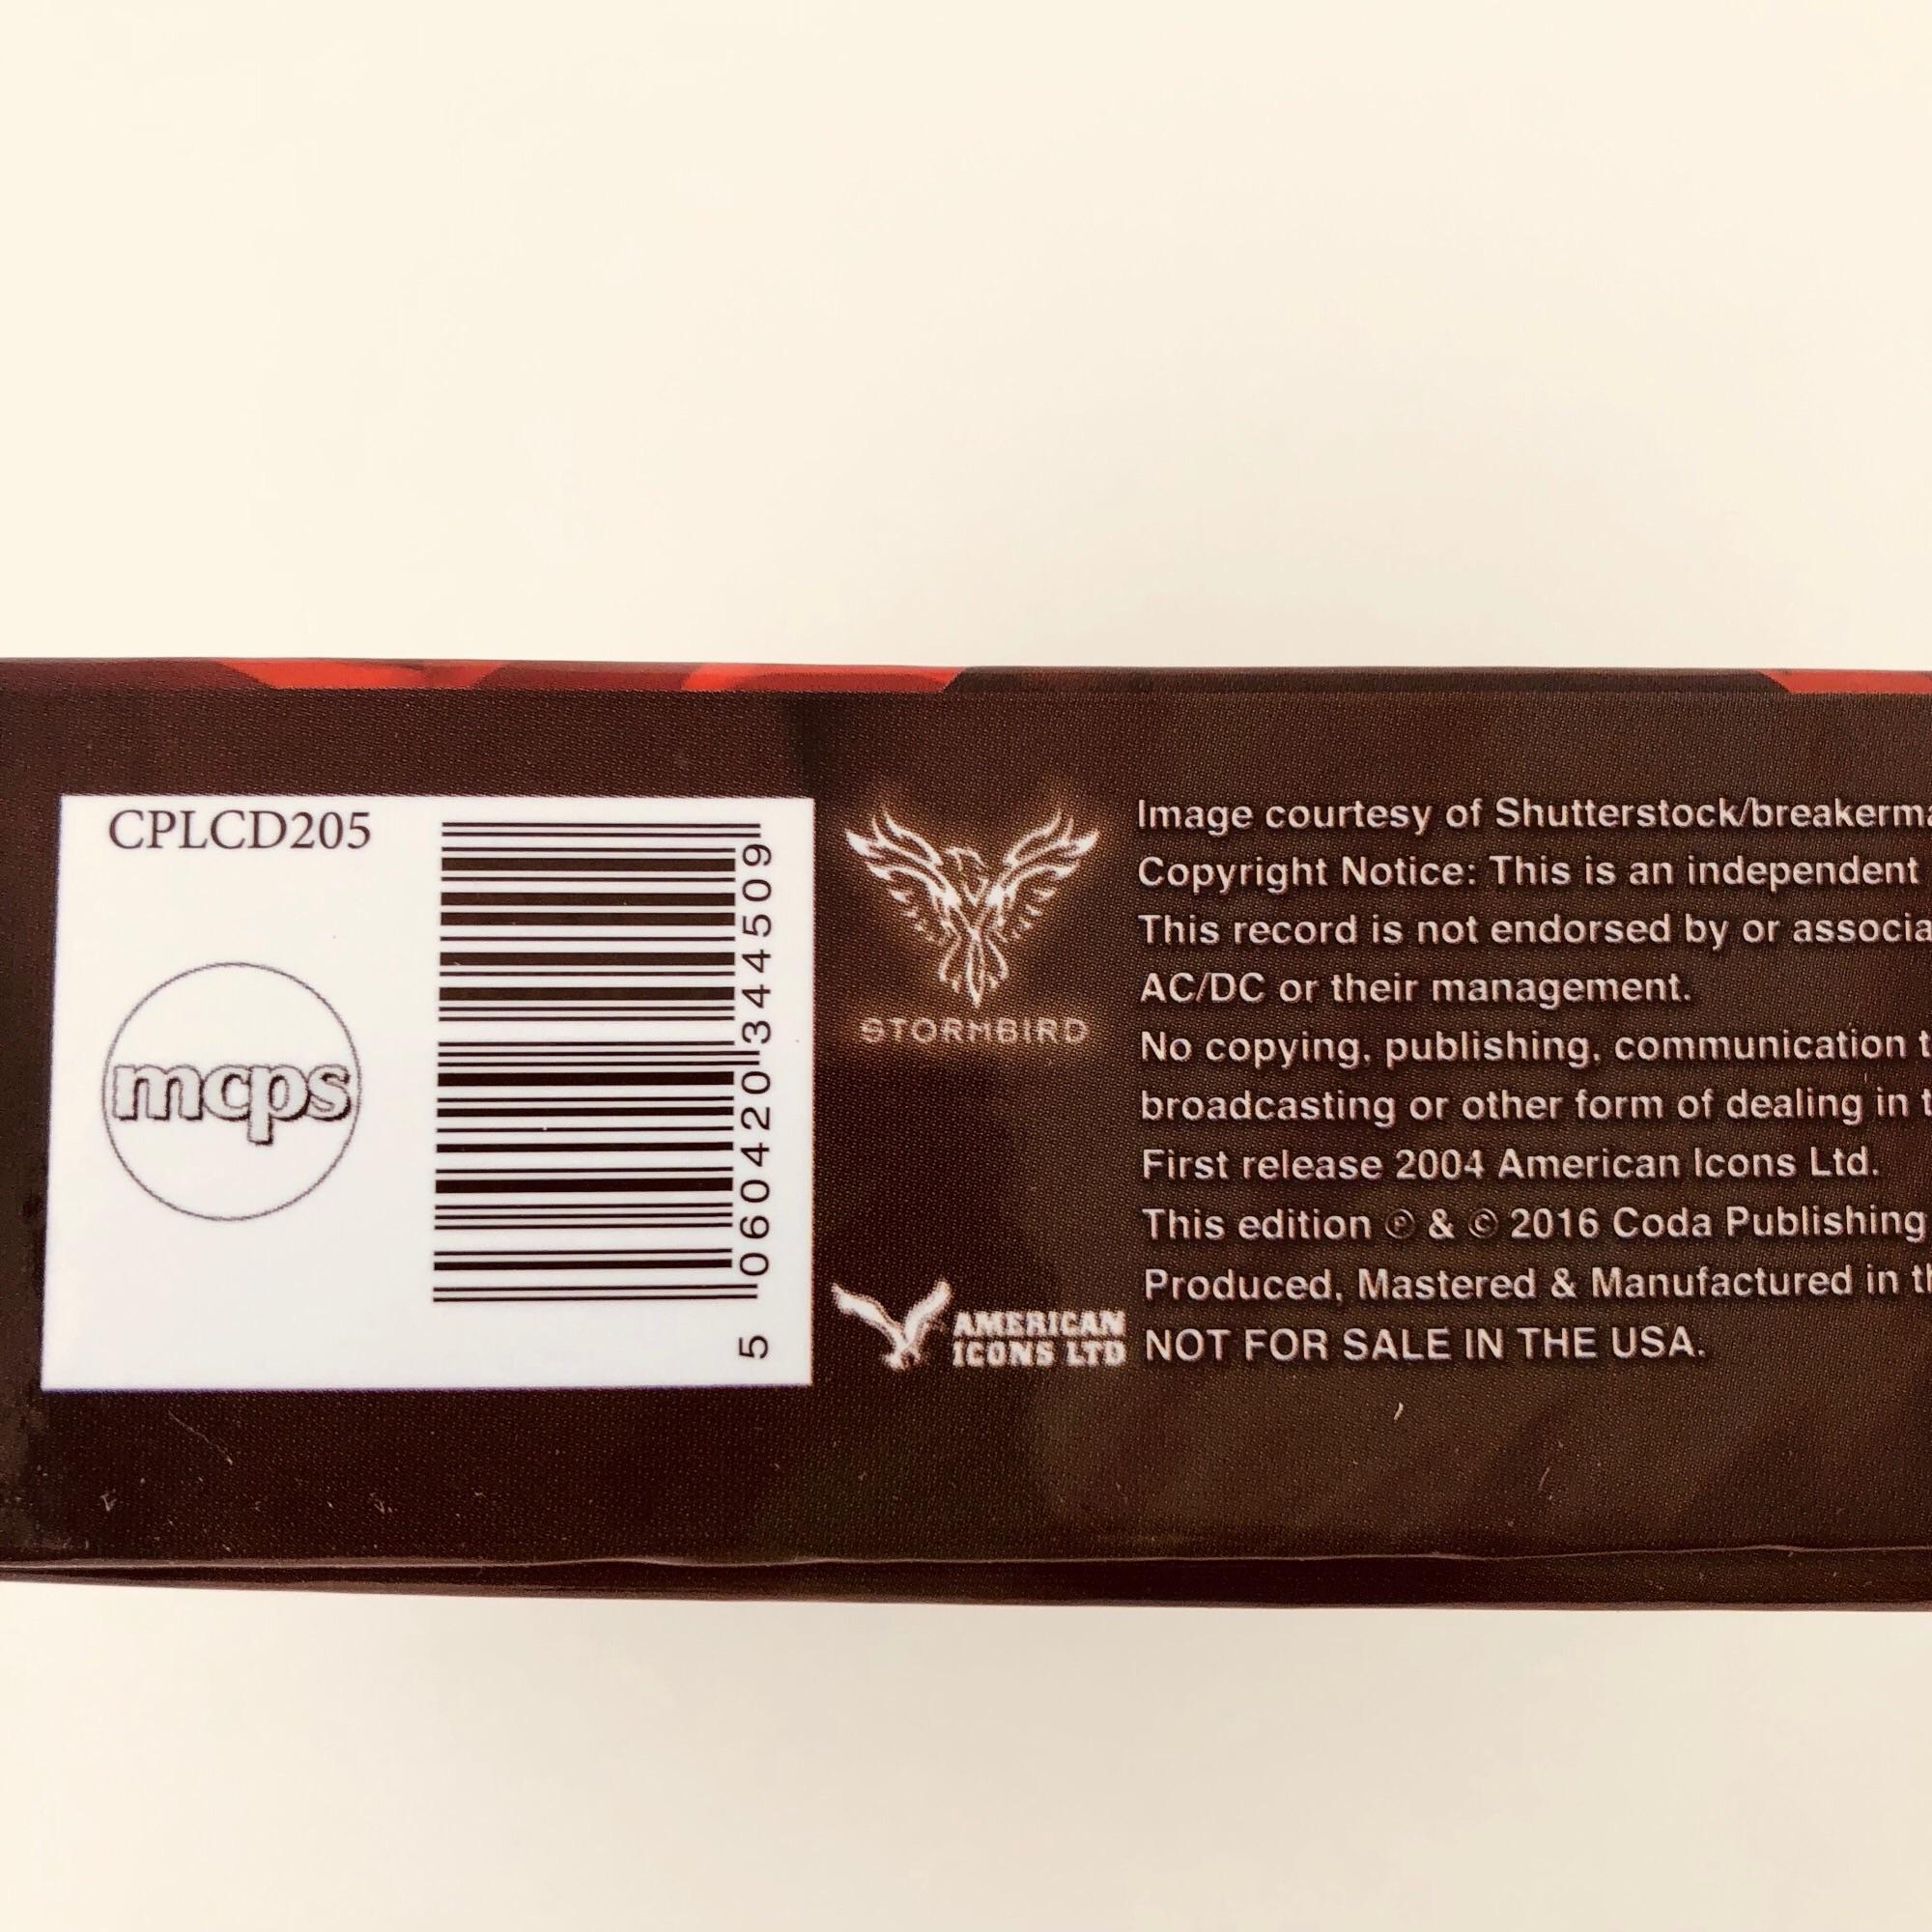 CPLCD205
mcps
5 060420 344509
STORMBIRD
AMERICAN
ICONS LTD
Image courtesy of Shutterstock/breakerma
Copyright Notice: This is an independent
This record is not endorsed by or associa
AC/DC or their management.
No copying, publishing, communication t
broadcasting or other form of dealing in t
First release 2004 American Icons Ltd.
This edition ℗ & © 2016 Coda Publishing
Produced, Mastered & Manufactured in th
NOT FOR SALE IN THE USA.